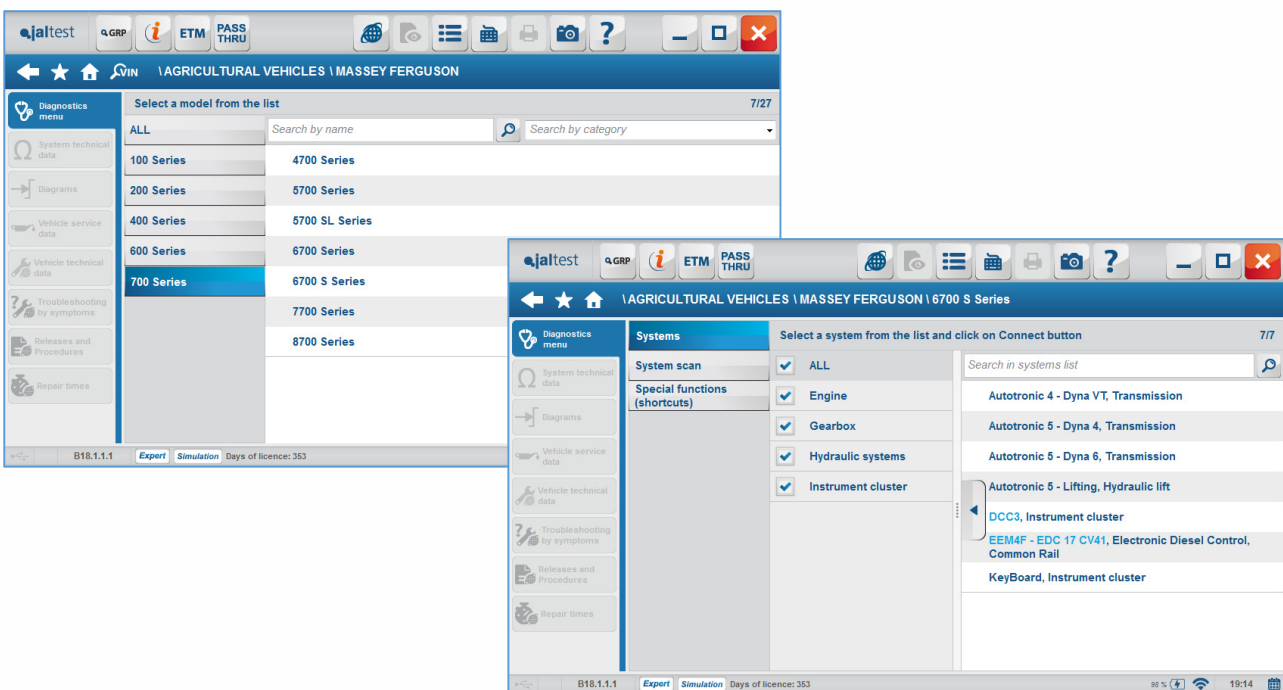 jaltest GRP i ETM PASS THRU ?
VIN \ AGRICULTURAL VEHICLES \ MASSEY FERGUSON
Diagnostics menu
System technical data
Diagrams
Vehicle service data
Vehicle technical data
Troubleshooting by symptoms
Releases and Procedures
Repair times
Select a model from the list 7/27
ALL
Search by name
Search by category
100 Series
200 Series
400 Series
600 Series
700 Series
4700 Series
5700 Series
5700 SL Series
6700 Series
6700 S Series
7700 Series
8700 Series
B18.1.1.1 Expert Simulation Days of licence: 353
jaltest GRP i ETM PASS THRU ?
\ AGRICULTURAL VEHICLES \ MASSEY FERGUSON \ 6700 S Series
Diagnostics menu
System technical data
Diagrams
Vehicle service data
Vehicle technical data
Troubleshooting by symptoms
Releases and Procedures
Repair times
Systems
System scan
Special functions
(shortcuts)
Select a system from the list and click on Connect button 7/7
ALL
Engine
Gearbox
Hydraulic systems
Instrument cluster
Search in systems list
Autotronic 4 - Dyna VT, Transmission
Autotronic 5 - Dyna 4, Transmission
Autotronic 5 - Dyna 6, Transmission
Autotronic 5 - Lifting, Hydraulic lift
DCC3, Instrument cluster
EEM4F - EDC 17 CV41, Electronic Diesel Control,
Common Rail
KeyBoard, Instrument cluster
B18.1.1.1 Expert Simulation Days of licence: 353 98 % 19:14